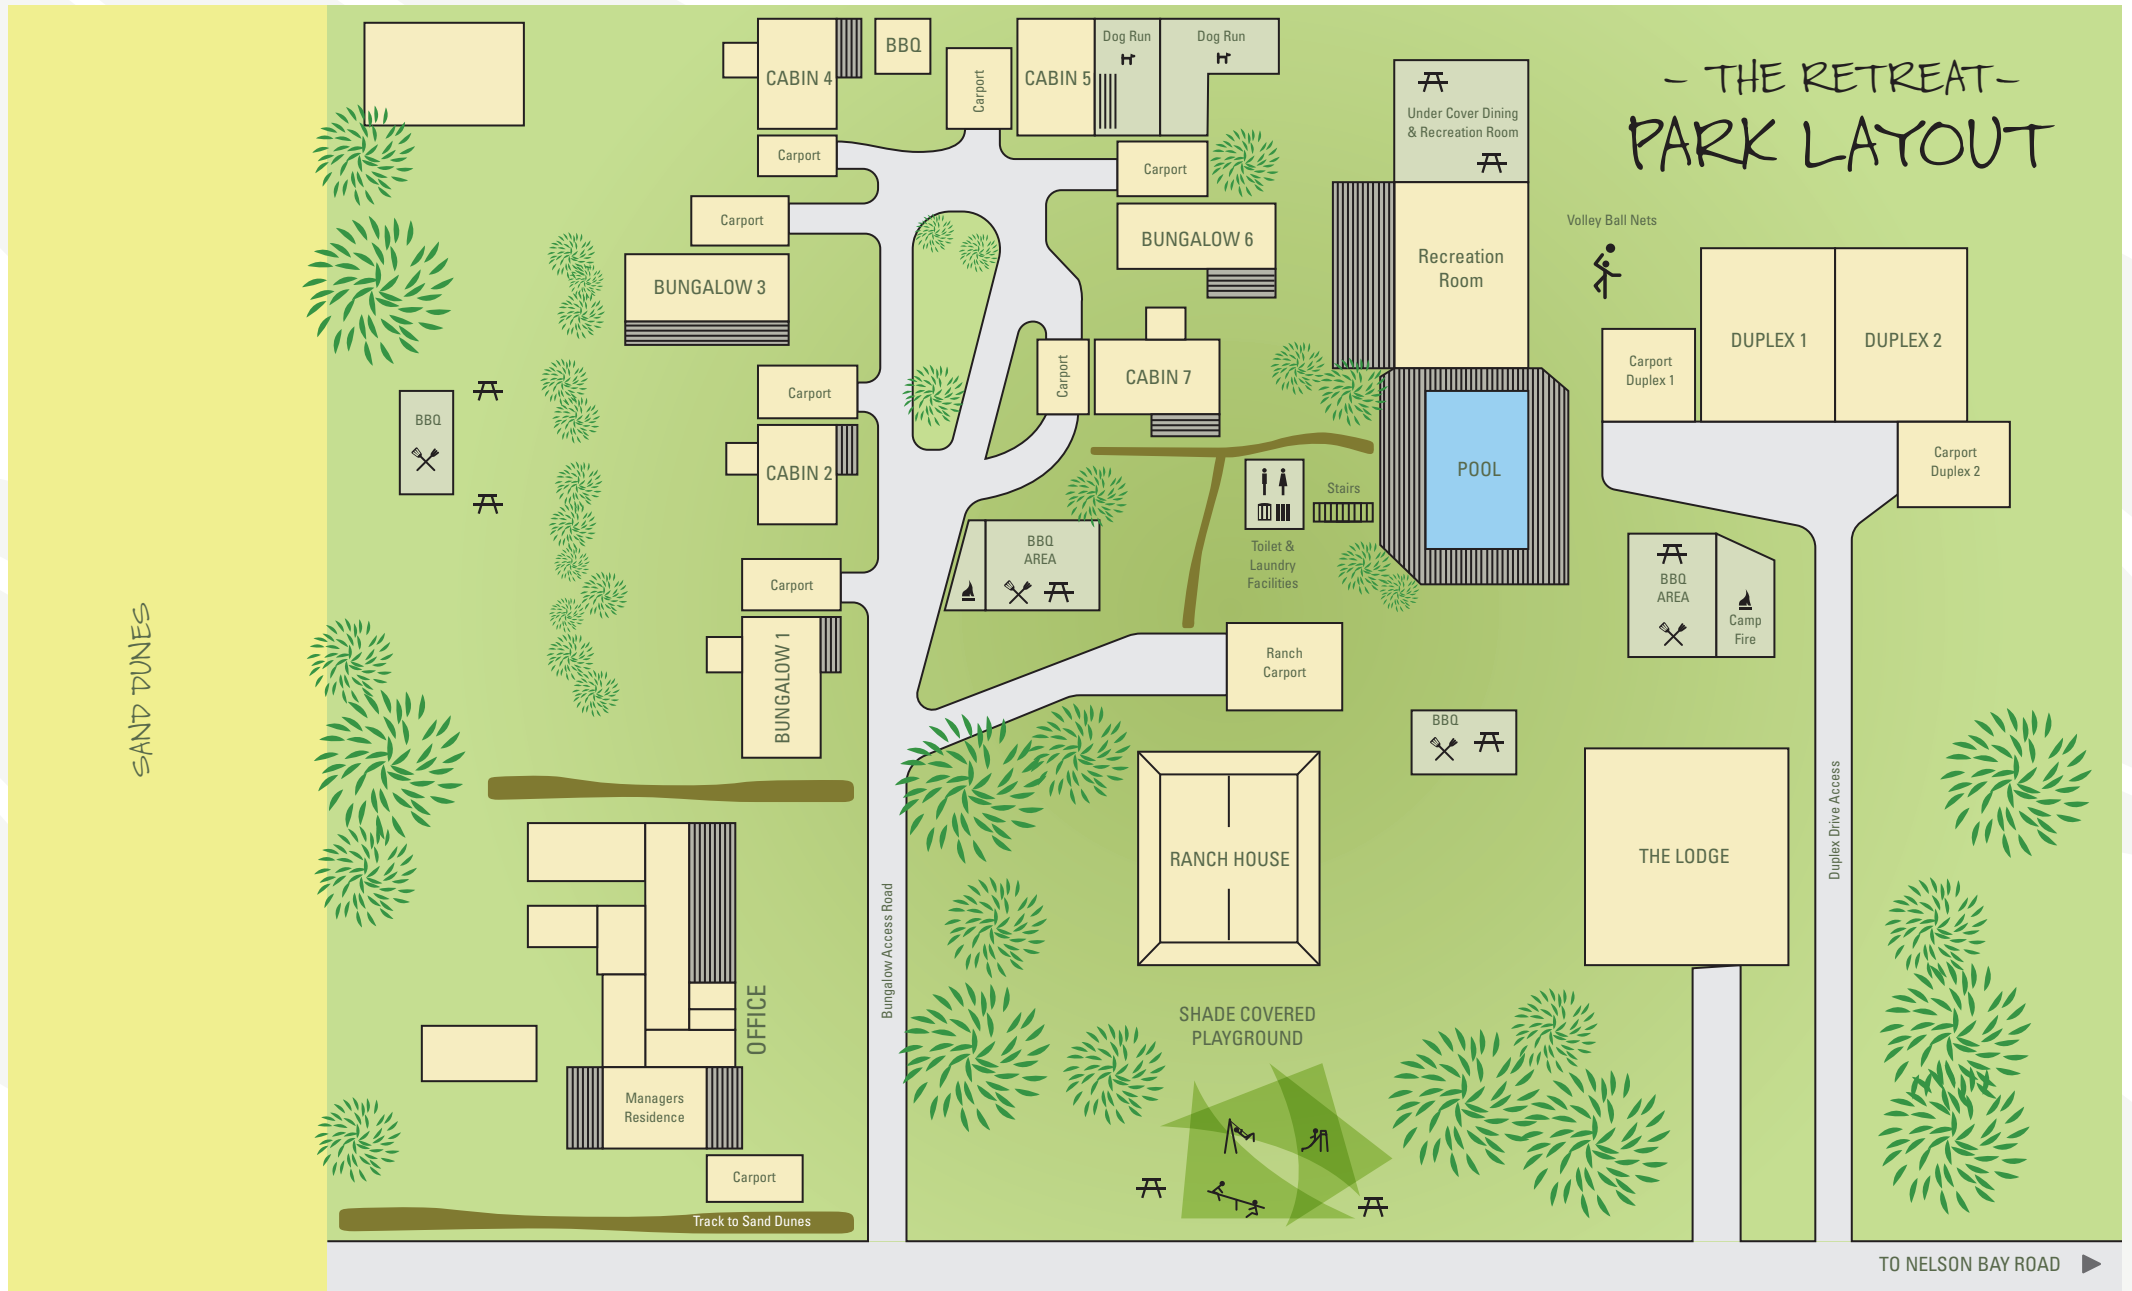 – THE RETREAT –
PARK LAYOUT
CABIN 4
BBQ
Carport
CABIN 5
Dog Run
Dog Run
Under Cover Dining
& Recreation Room
Carport
Carport
Carport
BUNGALOW 6
Recreation
Room
Volley Ball Nets
BUNGALOW 3
DUPLEX 1
DUPLEX 2
Carport
Duplex 1
Carport
CABIN 7
Carport
BBQ
CABIN 2
POOL
Carport
Duplex 2
Stairs
BBQ
AREA
Toilet &
Laundry
Facilities
Carport
BBQ
AREA
Camp
Fire
SAND DUNES
BUNGALOW 1
Ranch
Carport
BBQ
RANCH HOUSE
THE LODGE
Duplex Drive Access
Bungalow Access Road
OFFICE
SHADE COVERED
PLAYGROUND
Managers
Residence
Carport
Track to Sand Dunes
TO NELSON BAY ROAD